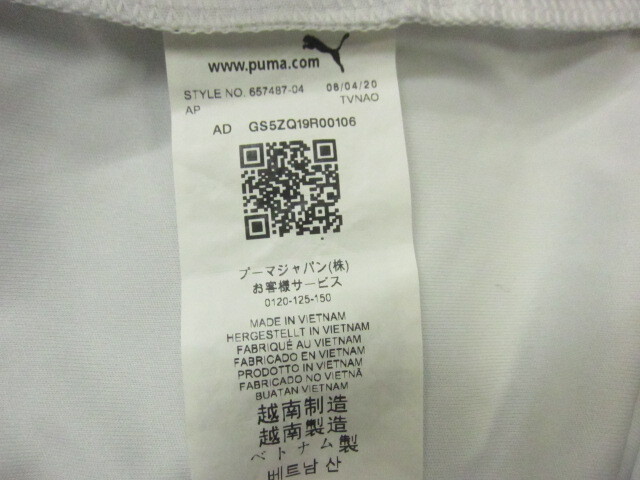 www.puma.com
STYLE NO. 657487-04 06/04/20
AP TVNAO
AD GS5ZQ19R00106
プーマジャパン(株)
お客様サービス
0120-125-150
MADE IN VIETNAM
HERGESTELLT IN VIETNAM
FABRIQUÉ AU VIETNAM
FABRICADO EN VIETNAM
PRODOTTO IN VIETNAM
FABRICADO NO VIETNÃ
BUATAN VIETNAM
越南制造
越南製造
ベトナム製
베트남 산